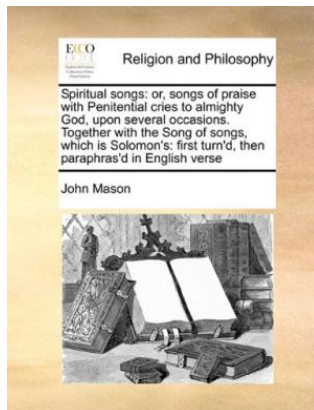 ECCO
Religion and Philosophy
Spiritual songs: or, songs of praise
with Penitential cries to almighty
God, upon several occasions.
Together with the Song of songs,
which is Solomon's: first turn'd, then
paraphras'd in English verse
John Mason